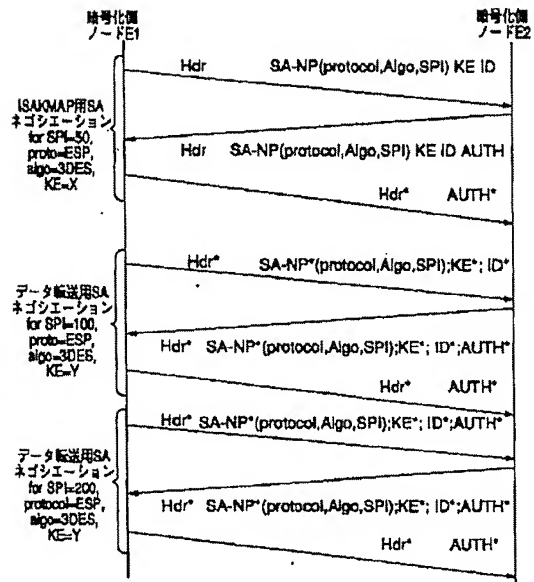 暗号化側
ノードE1
暗号化側
ノードE2
Hdr SA-NP(protocol,Algo,SPI) KE ID
ISAKMAP用SA
ネゴシエーション
for SPI=50,
proto=ESP,
algo=3DES,
KE=X
Hdr SA-NP(protocol,Algo,SPI) KE ID AUTH
Hdr* AUTH*
Hdr* SA-NP*(protocol,Algo,SPI);KE*; ID*
データ転送用SA
ネゴシエーション
for SPI=100,
proto=ESP,
algo=3DES,
KE=Y
Hdr* SA-NP*(protocol,Algo,SPI);KE*; ID*;AUTH*
Hdr* AUTH*
Hdr* SA-NP*(protocol,Algo,SPI);KE*; ID*;AUTH*
データ転送用SA
ネゴシエーション
for SPI=200,
protocol=ESP,
algo=3DES,
KE=Y
Hdr* SA-NP*(protocol,Algo,SPI);KE*; ID*;AUTH*
Hdr* AUTH*